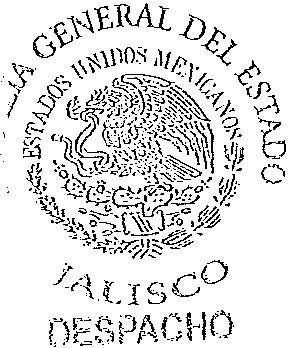 GENERAL DEL ESTADO
ESTADOS UNIDOS MEXICANOS
JALISCO
DESPACHO